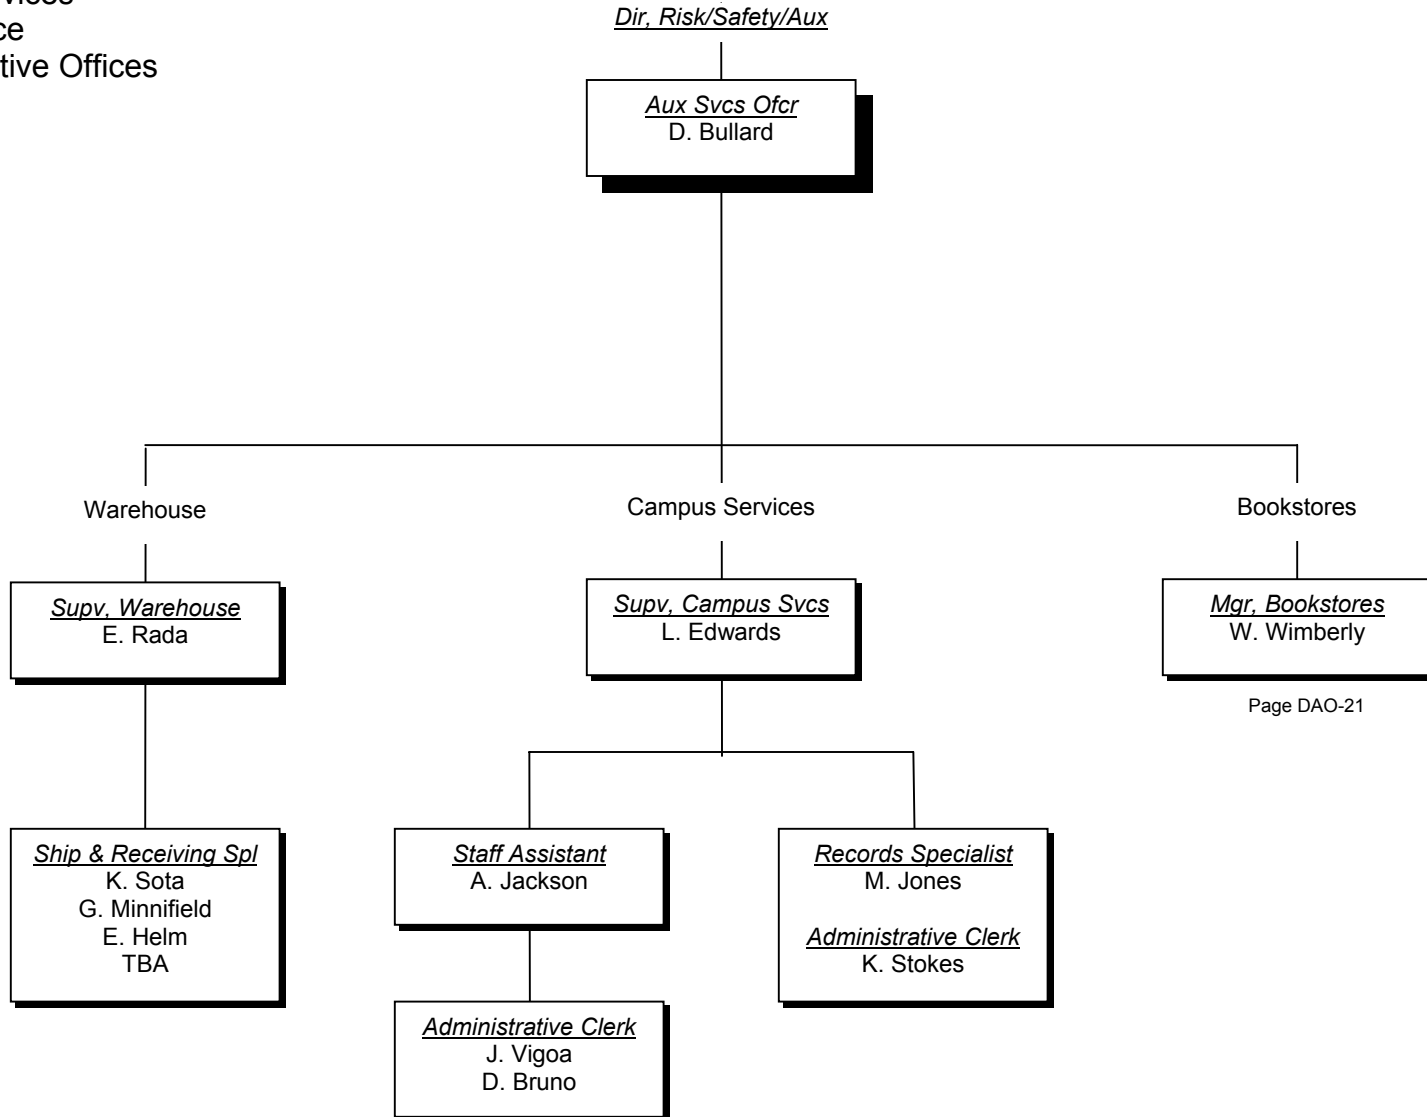 tive Offices
Dir, Risk/Safety/Aux
Aux Svcs Ofcr
D. Bullard
Warehouse
Campus Services
Bookstores
Supv, Warehouse
E. Rada
Supv, Campus Svcs
L. Edwards
Mgr, Bookstores
W. Wimberly
Page DAO-21
Ship & Receiving Spl
K. Sota
G. Minnifield
E. Helm
TBA
Staff Assistant
A. Jackson
Records Specialist
M. Jones
Administrative Clerk
K. Stokes
Administrative Clerk
J. Vigoa
D. Bruno